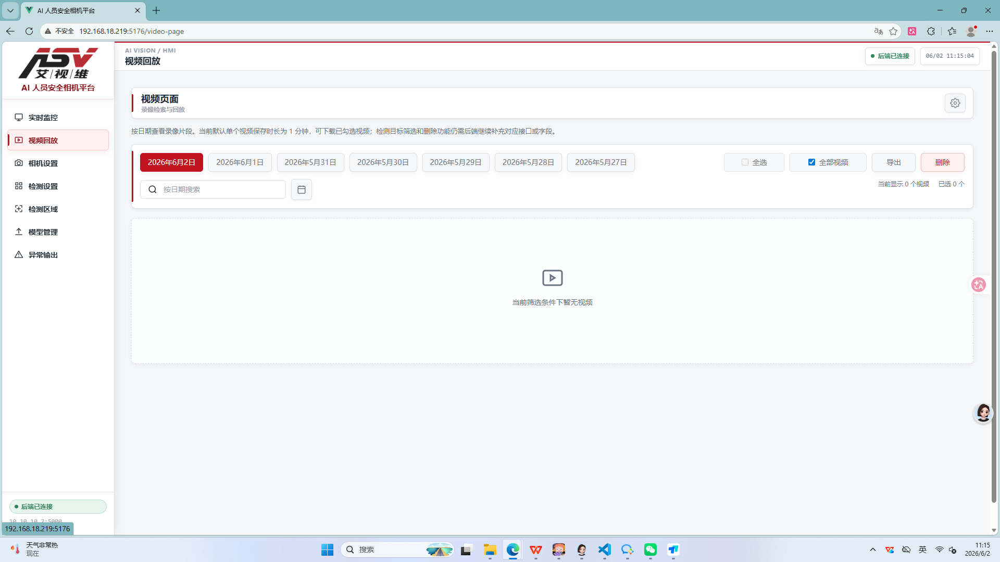 AI 人员安全相机平台
不安全 192.168.18.219:5176/video-page
ASV
艾|视|维
AI 人员安全相机平台
实时监控
视频回放
相机设置
检测设置
检测区域
模型管理
异常输出
后端已连接
10.10.10.2:5000
192.168.18.219:5176
AI VISION / HMI
视频回放
后端已连接
06/02 11:15:04
视频页面
录像检索与回放
按日期查看录像片段。当前默认单个视频保存时长为 1 分钟，可下载已勾选视频；检测目标筛选和删除功能仍需后端继续补充对应接口或字段。
2026年6月2日 2026年6月1日 2026年5月31日 2026年5月30日 2026年5月29日 2026年5月28日 2026年5月27日 全选 全部视频 导出 删除
按日期搜索
当前显示 0 个视频 已选 0 个
当前筛选条件下暂无视频
天气非常热
现在
搜索
英
11:15
2026/6/2